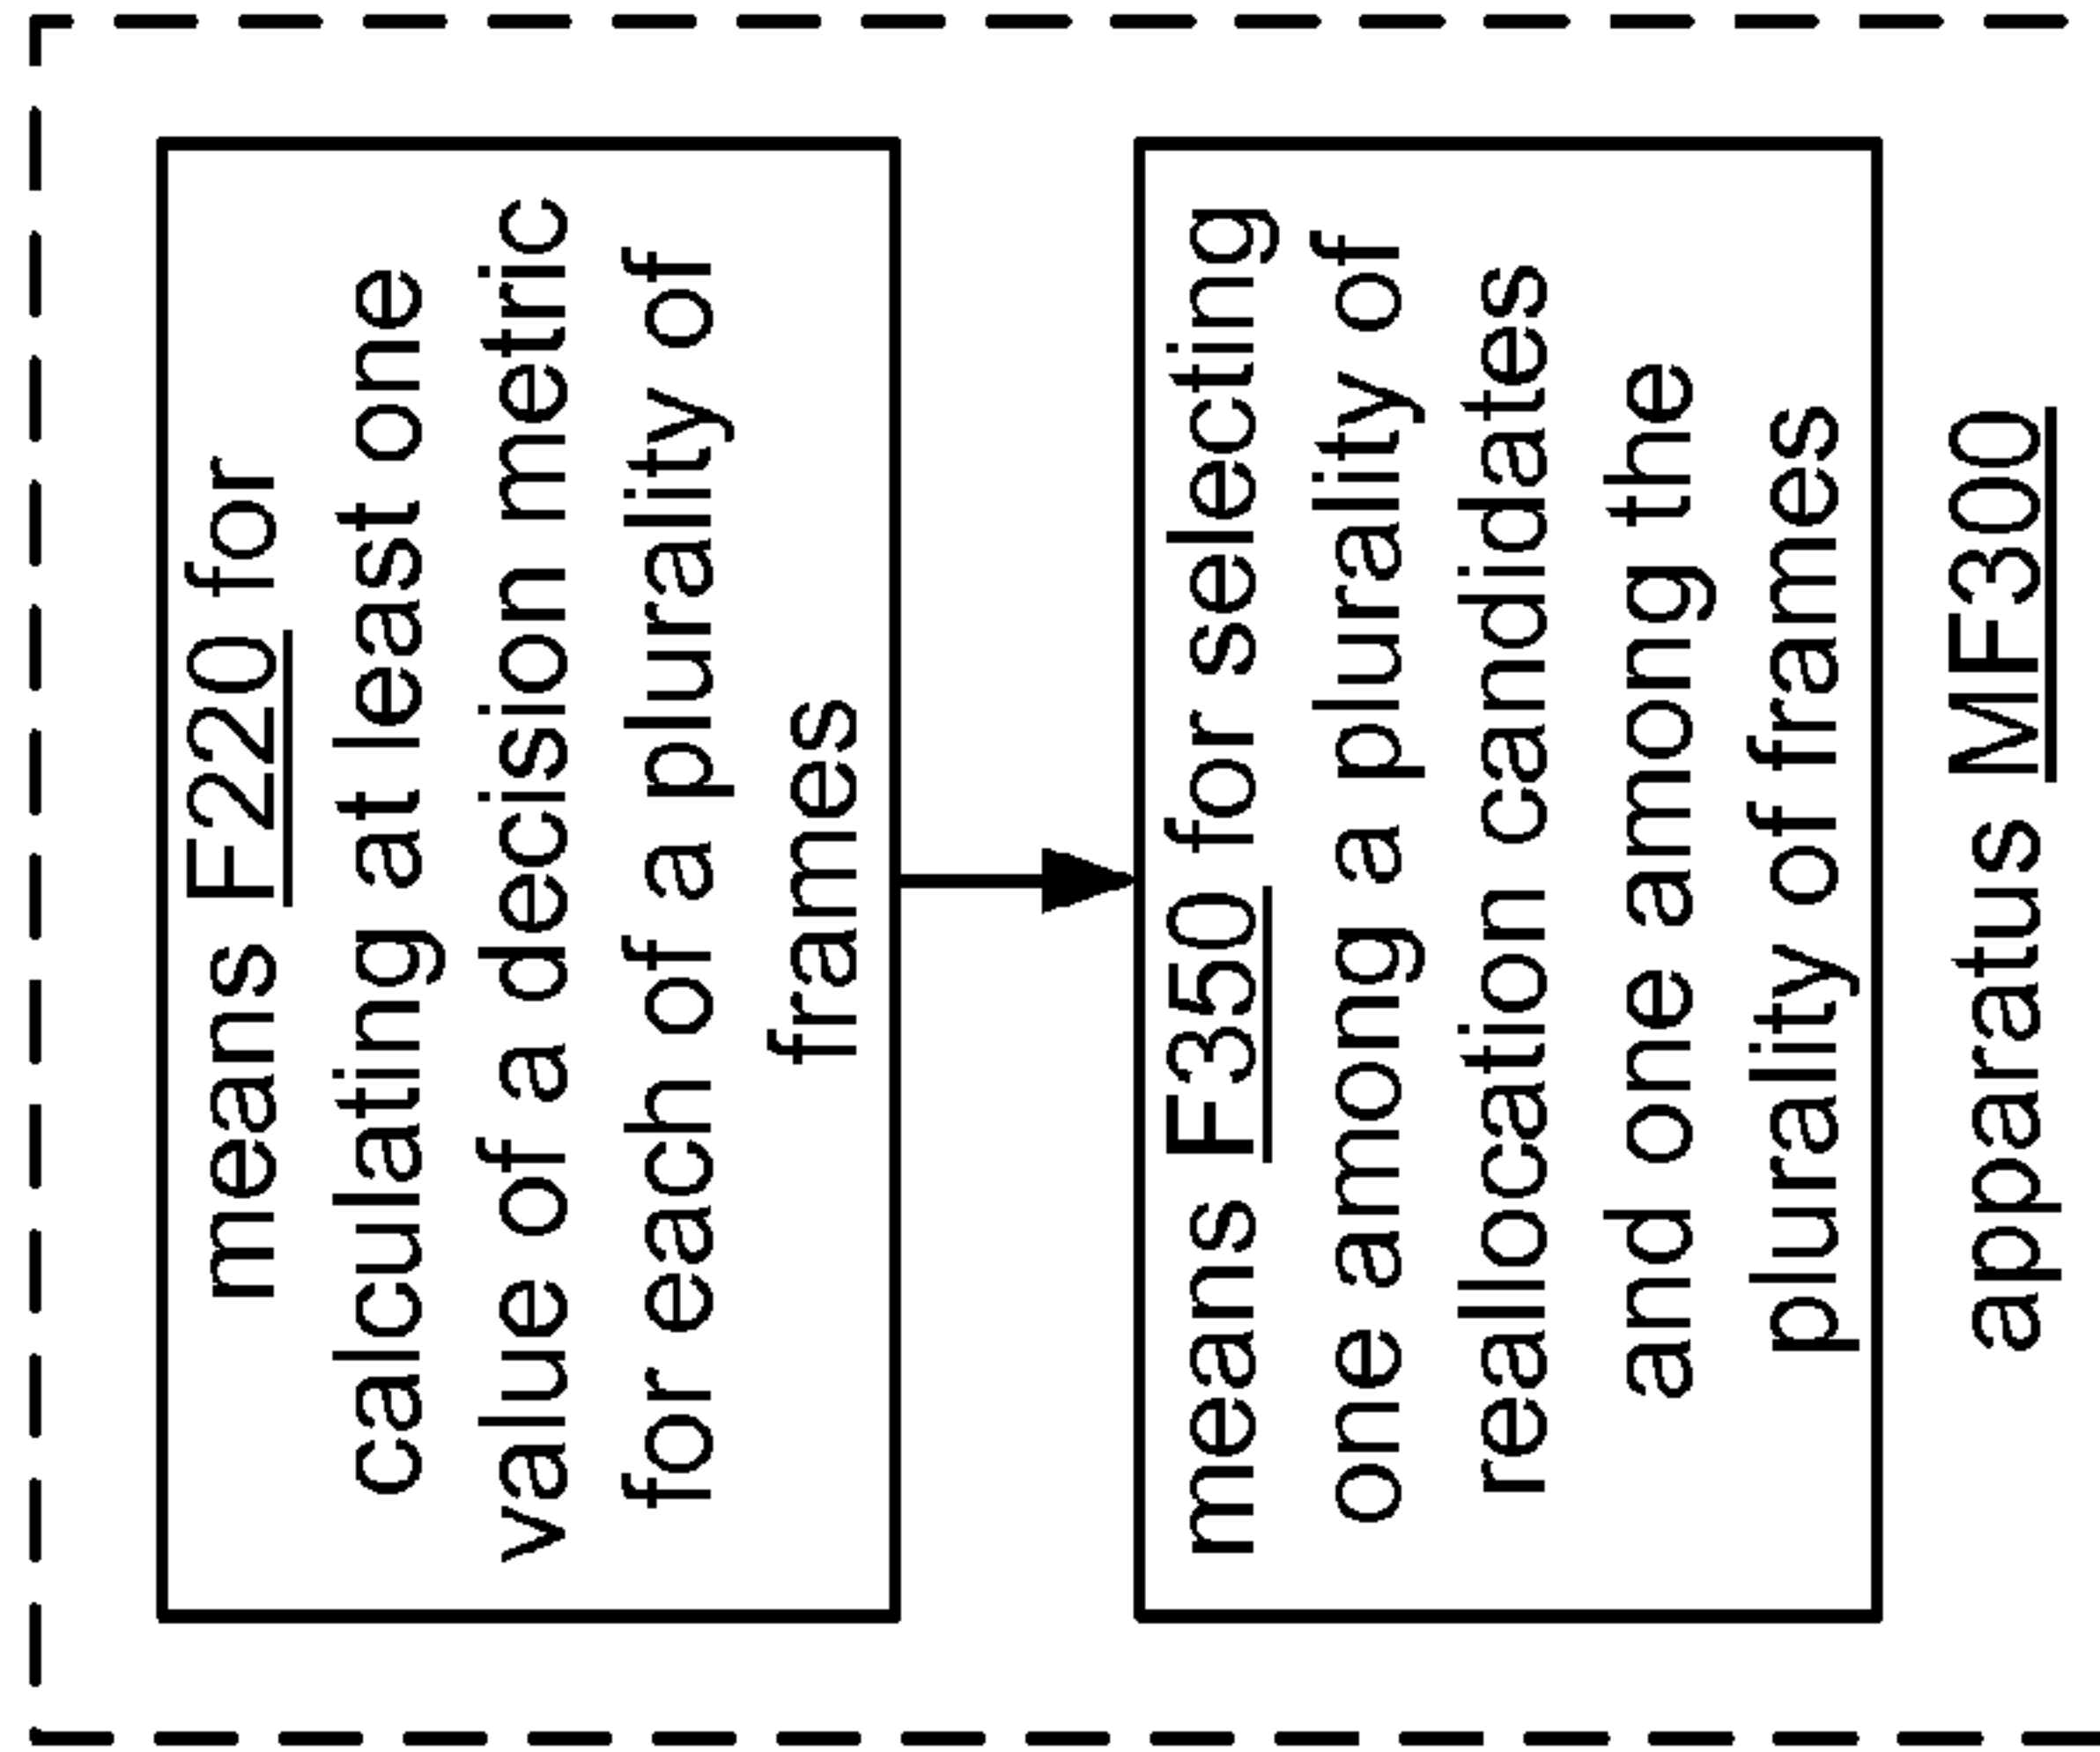 means F220 for
calculating at least one
value of a decision metric
for each of a plurality of
frames
means F350 for selecting
one among a plurality of
reallocation candidates
and one among the
plurality of frames
apparatus MF300